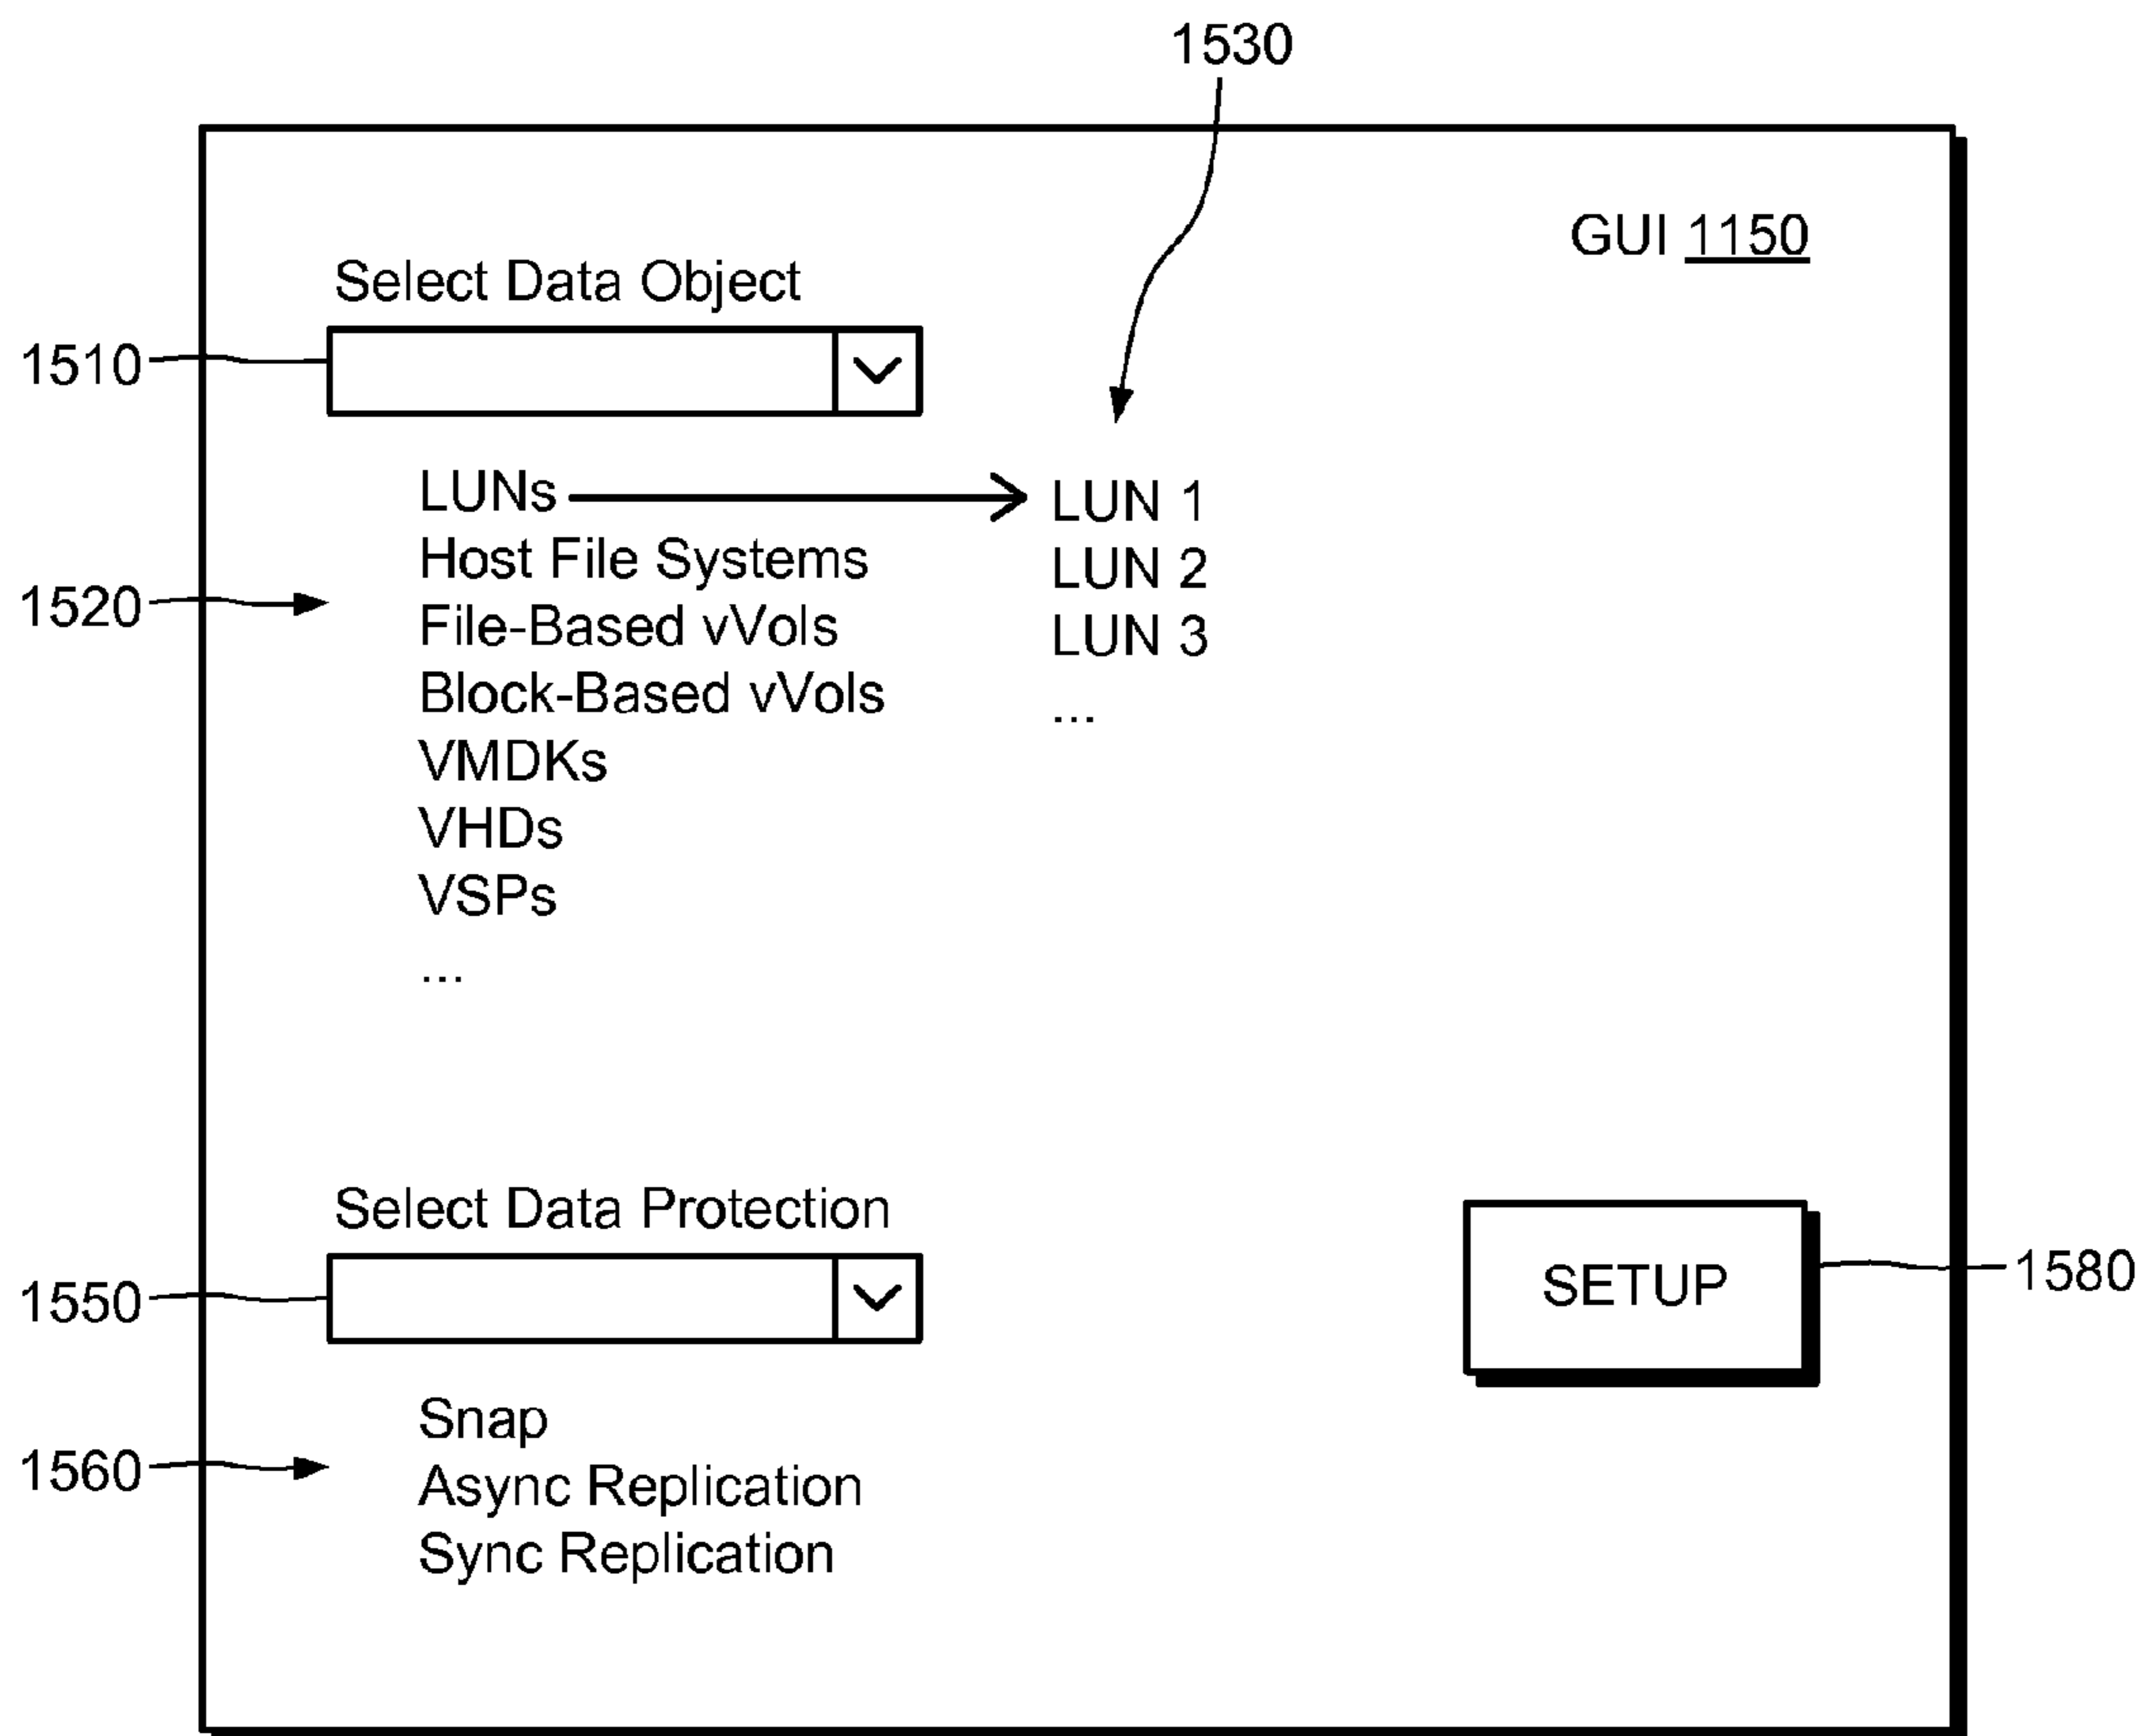 1530
GUI 1150
Select Data Object
1510
LUNs
LUN 1
Host File Systems
LUN 2
1520
File-Based vVols
LUN 3
Block-Based vVols
...
VMDKs
VHDs
VSPs
...
Select Data Protection
1550
SETUP
1580
Snap
1560
Async Replication
Sync Replication